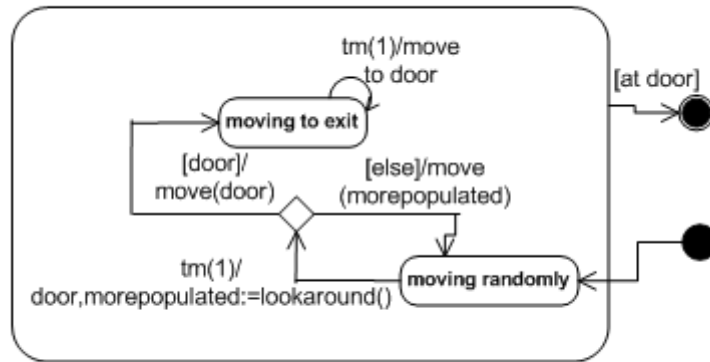 tm(1)/move
to door
[at door]
moving to exit
[door]/
move(door)
[else]/move
(morepopulated)
tm(1)/
door,morepopulated:=lookaround()
moving randomly